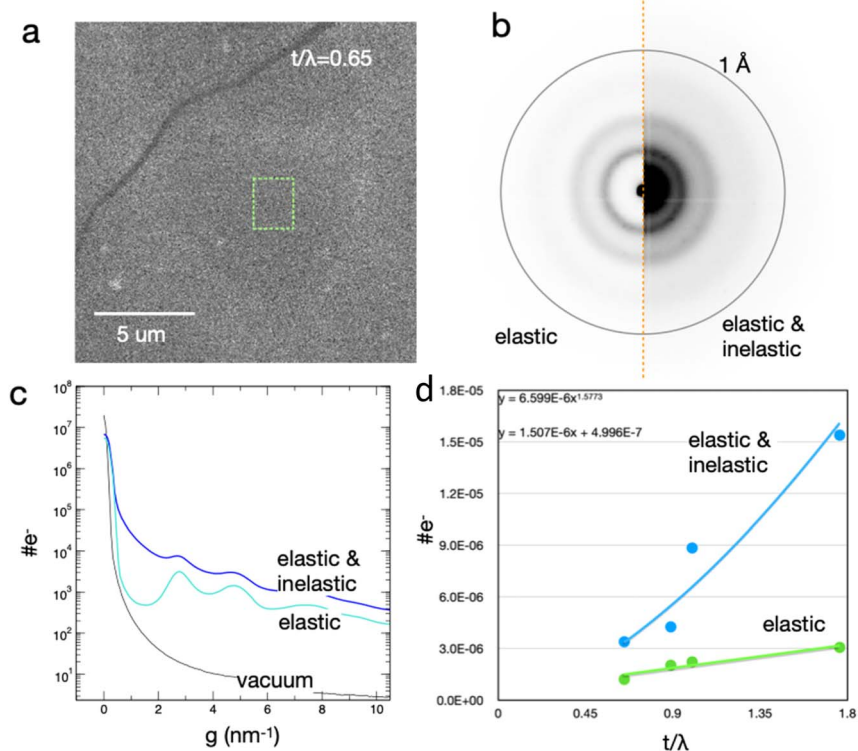 a
t/λ=0.65
5 um
b
1 Å
elastic
elastic &
inelastic
c
10⁸
10⁷
10⁶
10⁵
10⁴
10³
10²
10¹
#e⁻
elastic &
inelastic
elastic
vacuum
0 2 4 6 8 10
g (nm⁻¹)
d
1.8E-05
1.5E-05
1.2E-05
9.0E-06
6.0E-06
3.0E-06
0.0E+00
#e⁻
y = 6.599E-6x¹·⁵⁷⁷³
y = 1.507E-6x + 4.996E-7
elastic &
inelastic
elastic
0 0.45 0.9 1.35 1.8
t/λ